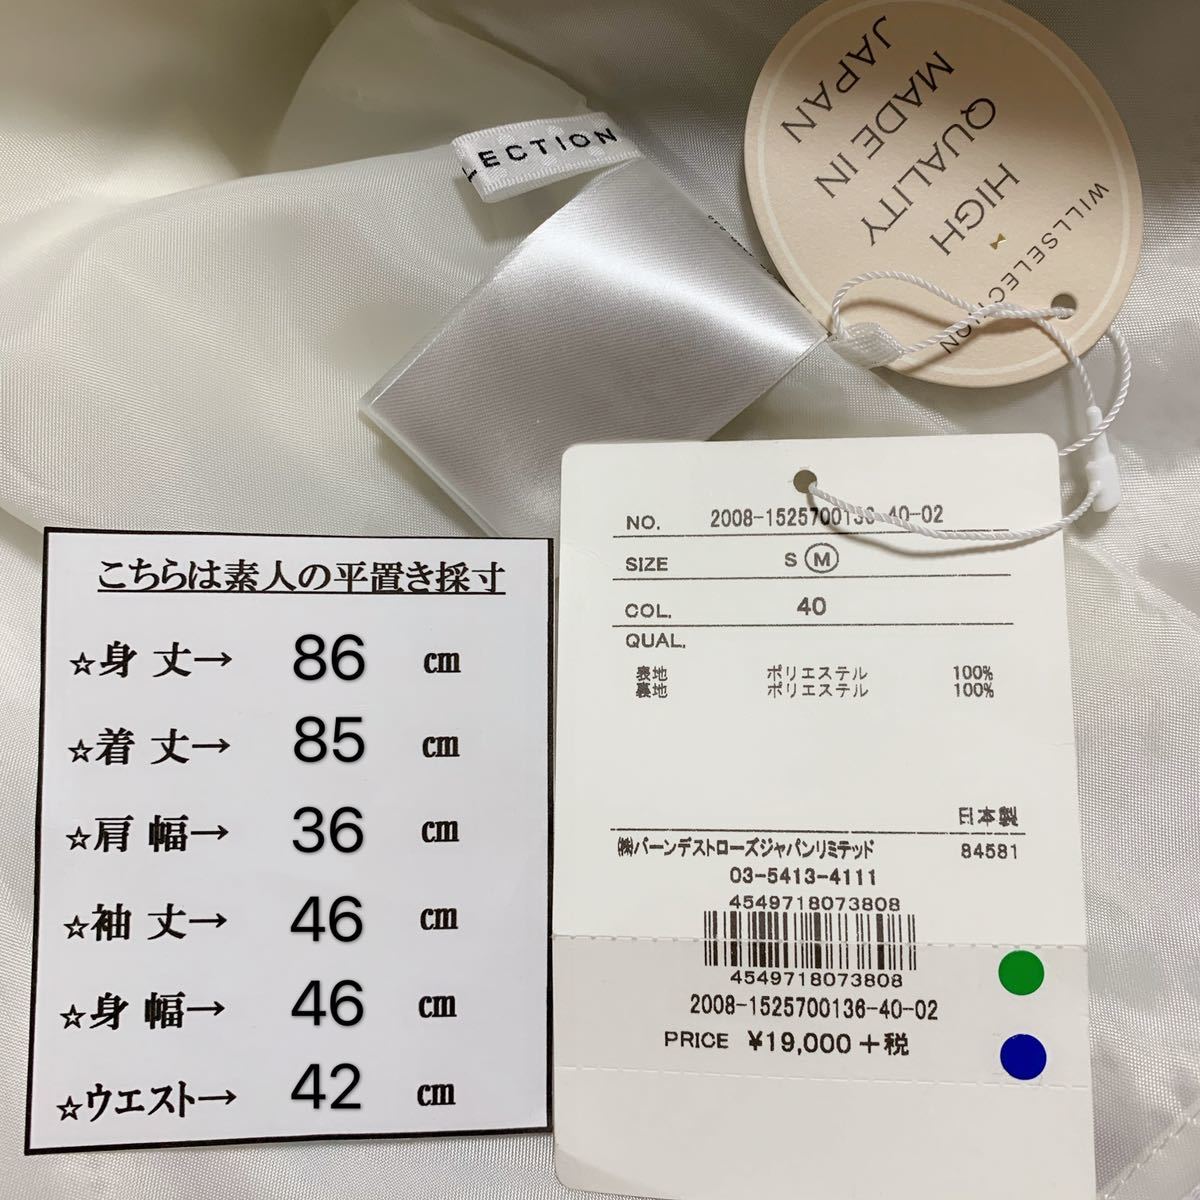 LECTION
WILLSELECTION
HIGH
QUALITY
MADE IN
JAPAN
こちらは素人の平置き採寸
☆身 丈→ 86 ㎝
☆着 丈→ 85 ㎝
☆肩 幅→ 36 ㎝
☆袖 丈→ 46 ㎝
☆身 幅→ 46 ㎝
☆ウエスト→ 42 ㎝
NO. 2008-1525700136-40-02
SIZE S Ⓜ
COL. 40
QUAL.
表地 ポリエステル 100%
裏地 ポリエステル 100%
日本製
㈱バーンデストローズジャパンリミテッド 84581
03-5413-4111
4549718073808
4549718073808
2008-1525700136-40-02
PRICE ¥19,000+税